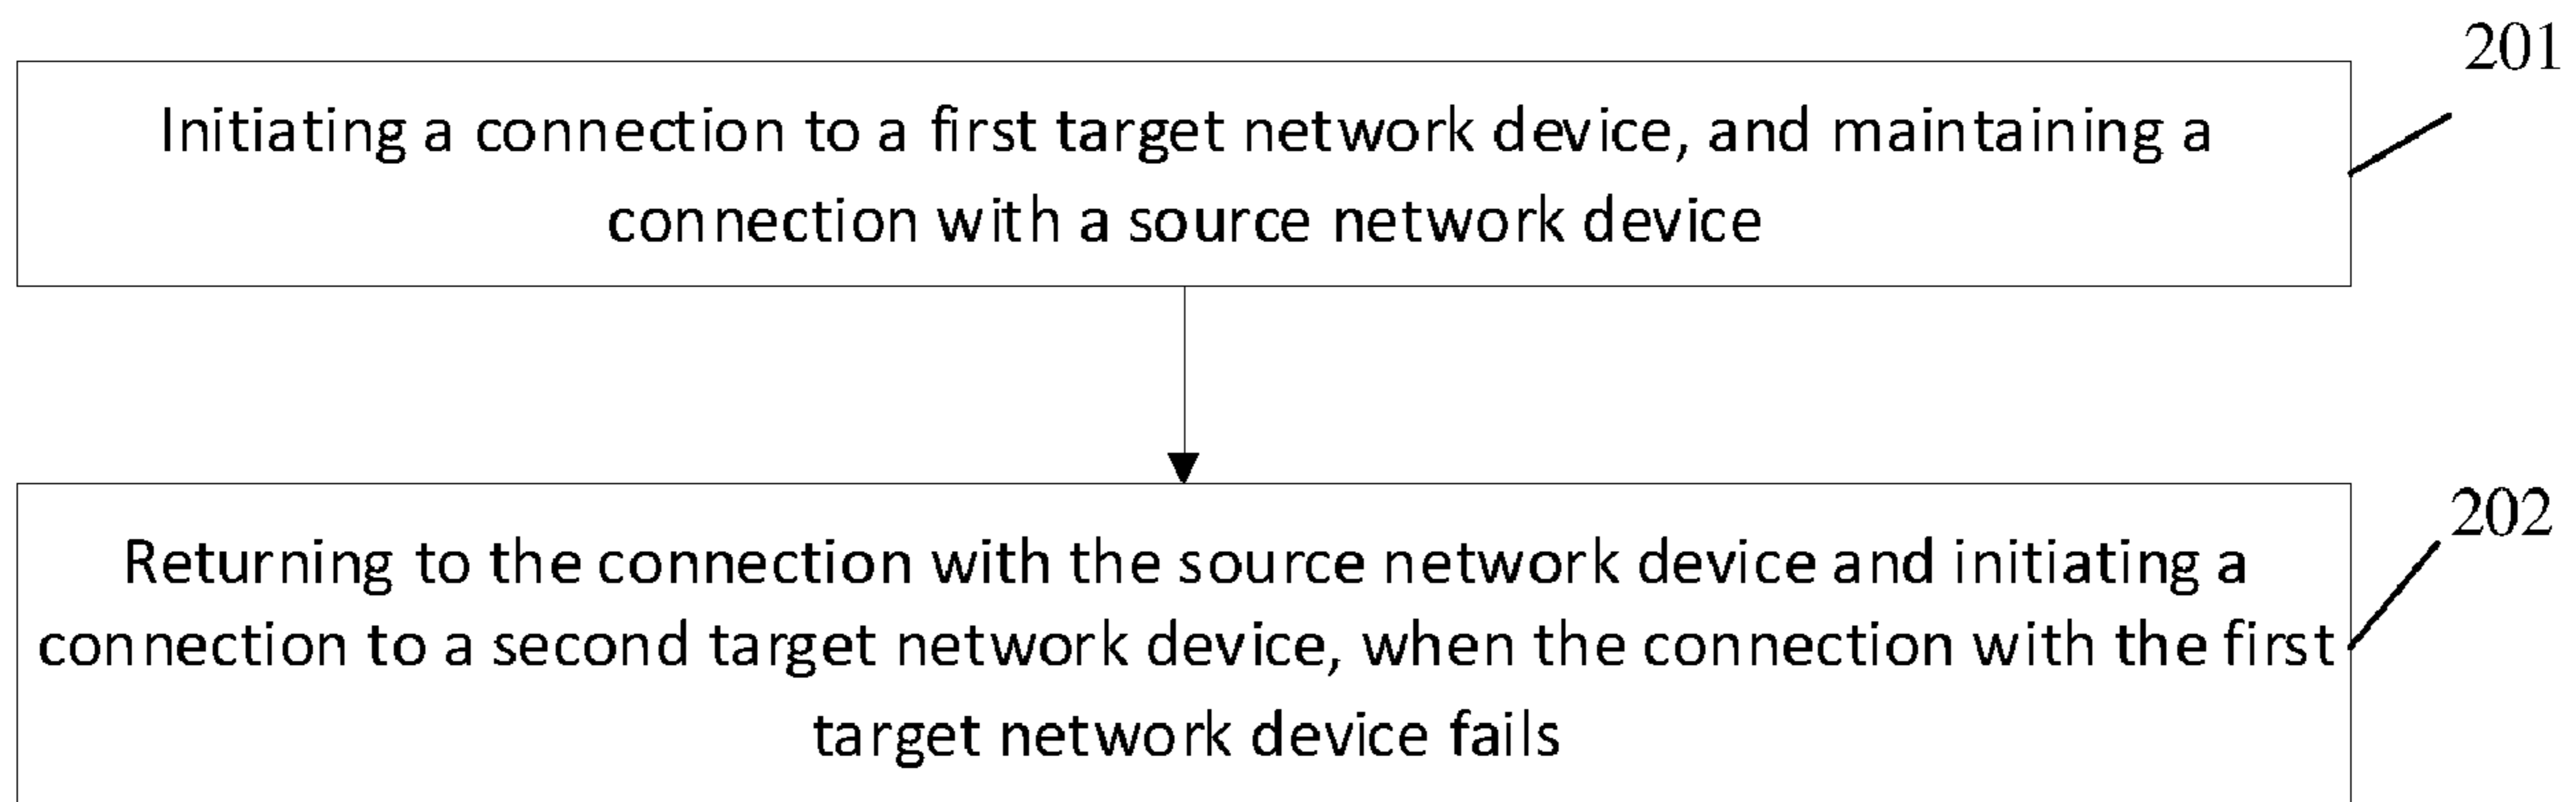 201
Initiating a connection to a first target network device, and maintaining a
connection with a source network device
202
Returning to the connection with the source network device and initiating a
connection to a second target network device, when the connection with the first
target network device fails